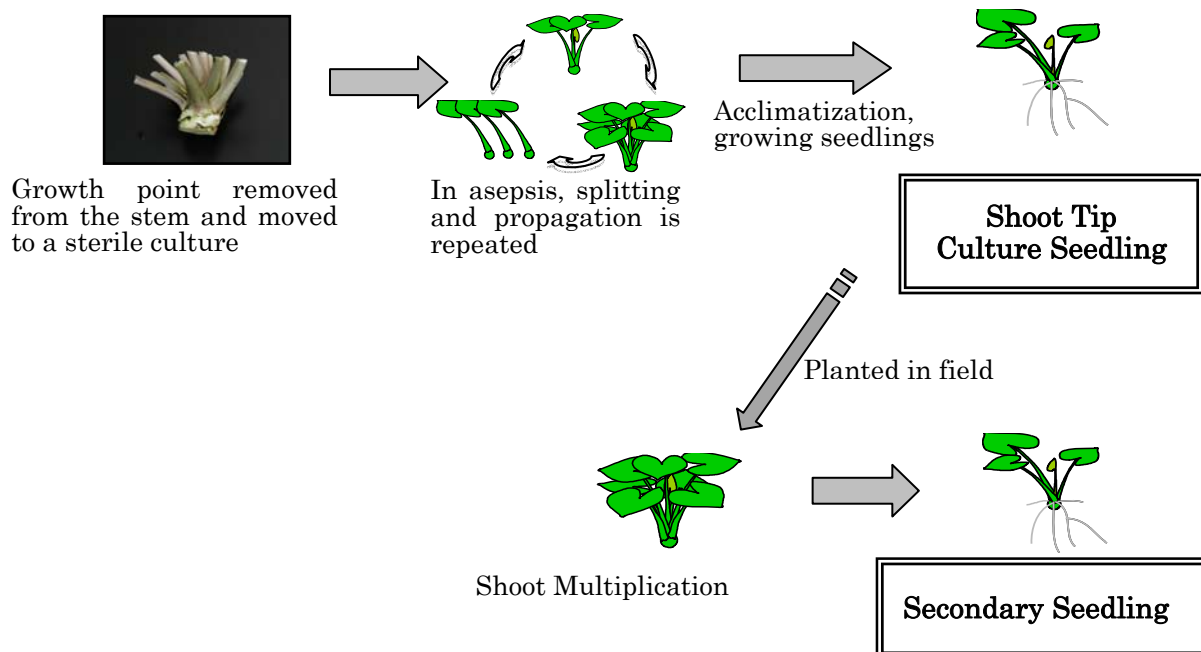 Growth point removed
from the stem and moved
to a sterile culture
In asepsis, splitting
and propagation is
repeated
Acclimatization,
growing seedlings
Shoot Tip
Culture Seedling
Planted in field
Shoot Multiplication
Secondary Seedling